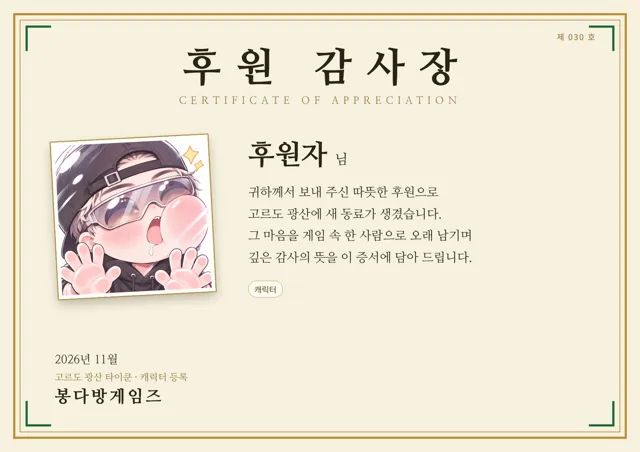 제 030 호
후원 감사장
CERTIFICATE OF APPRECIATION
후원자 님
귀하께서 보내 주신 따뜻한 후원으로
고르도 광산에 새 동료가 생겼습니다.
그 마음을 게임 속 한 사람으로 오래 남기며
깊은 감사의 뜻을 이 증서에 담아 드립니다.
캐릭터
2026년 11월
고르도 광산 타이쿤 · 캐릭터 등록
봉다방게임즈